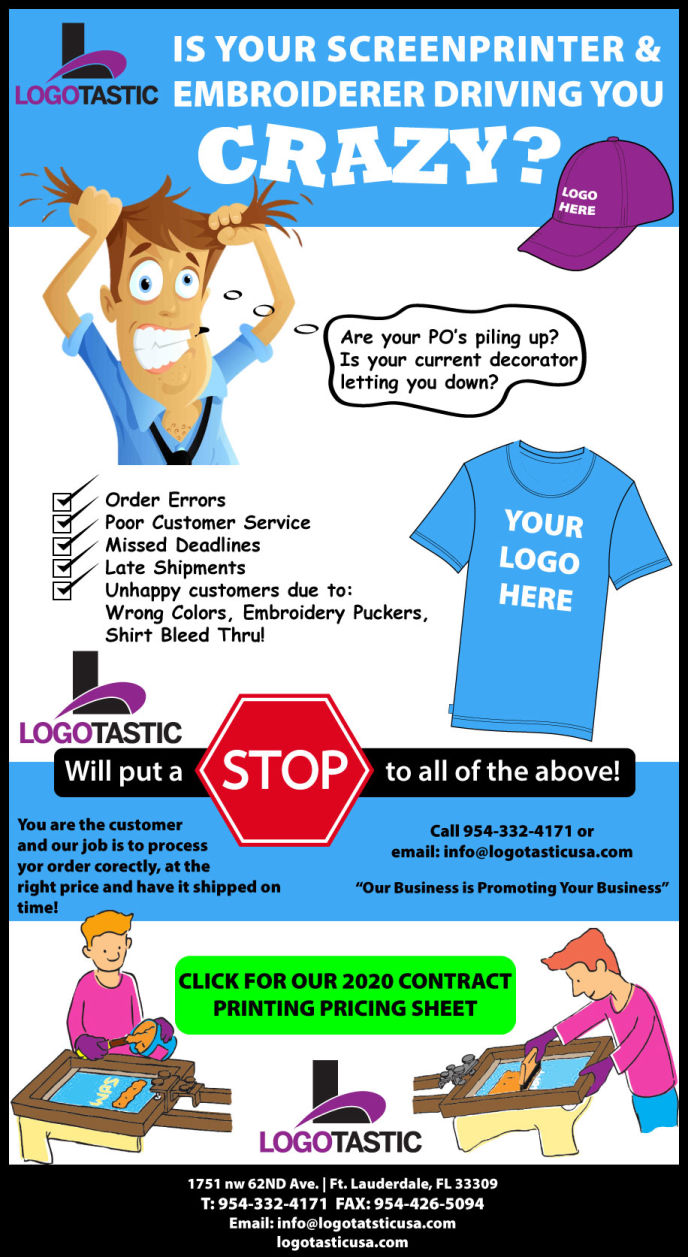 LOGOTASTIC
IS YOUR SCREENPRINTER &
EMBROIDERER DRIVING YOU
CRAZY?
LOGO
HERE
Are your PO's piling up?
Is your current decorator
letting you down?
Order Errors
Poor Customer Service
Missed Deadlines
Late Shipments
Unhappy customers due to:
Wrong Colors, Embroidery Puckers,
Shirt Bleed Thru!
YOUR
LOGO
HERE
LOGOTASTIC
Will put a STOP to all of the above!
You are the customer
and our job is to process
yor order corectly, at the
right price and have it shipped on
time!
Call 954-332-4171 or
email: info@logotasticusa.com
“Our Business is Promoting Your Business”
CLICK FOR OUR 2020 CONTRACT
PRINTING PRICING SHEET
LOGOTASTIC
1751 nw 62ND Ave. | Ft. Lauderdale, FL 33309
T: 954-332-4171 FAX: 954-426-5094
Email: info@logotatsticusa.com
logotasticusa.com